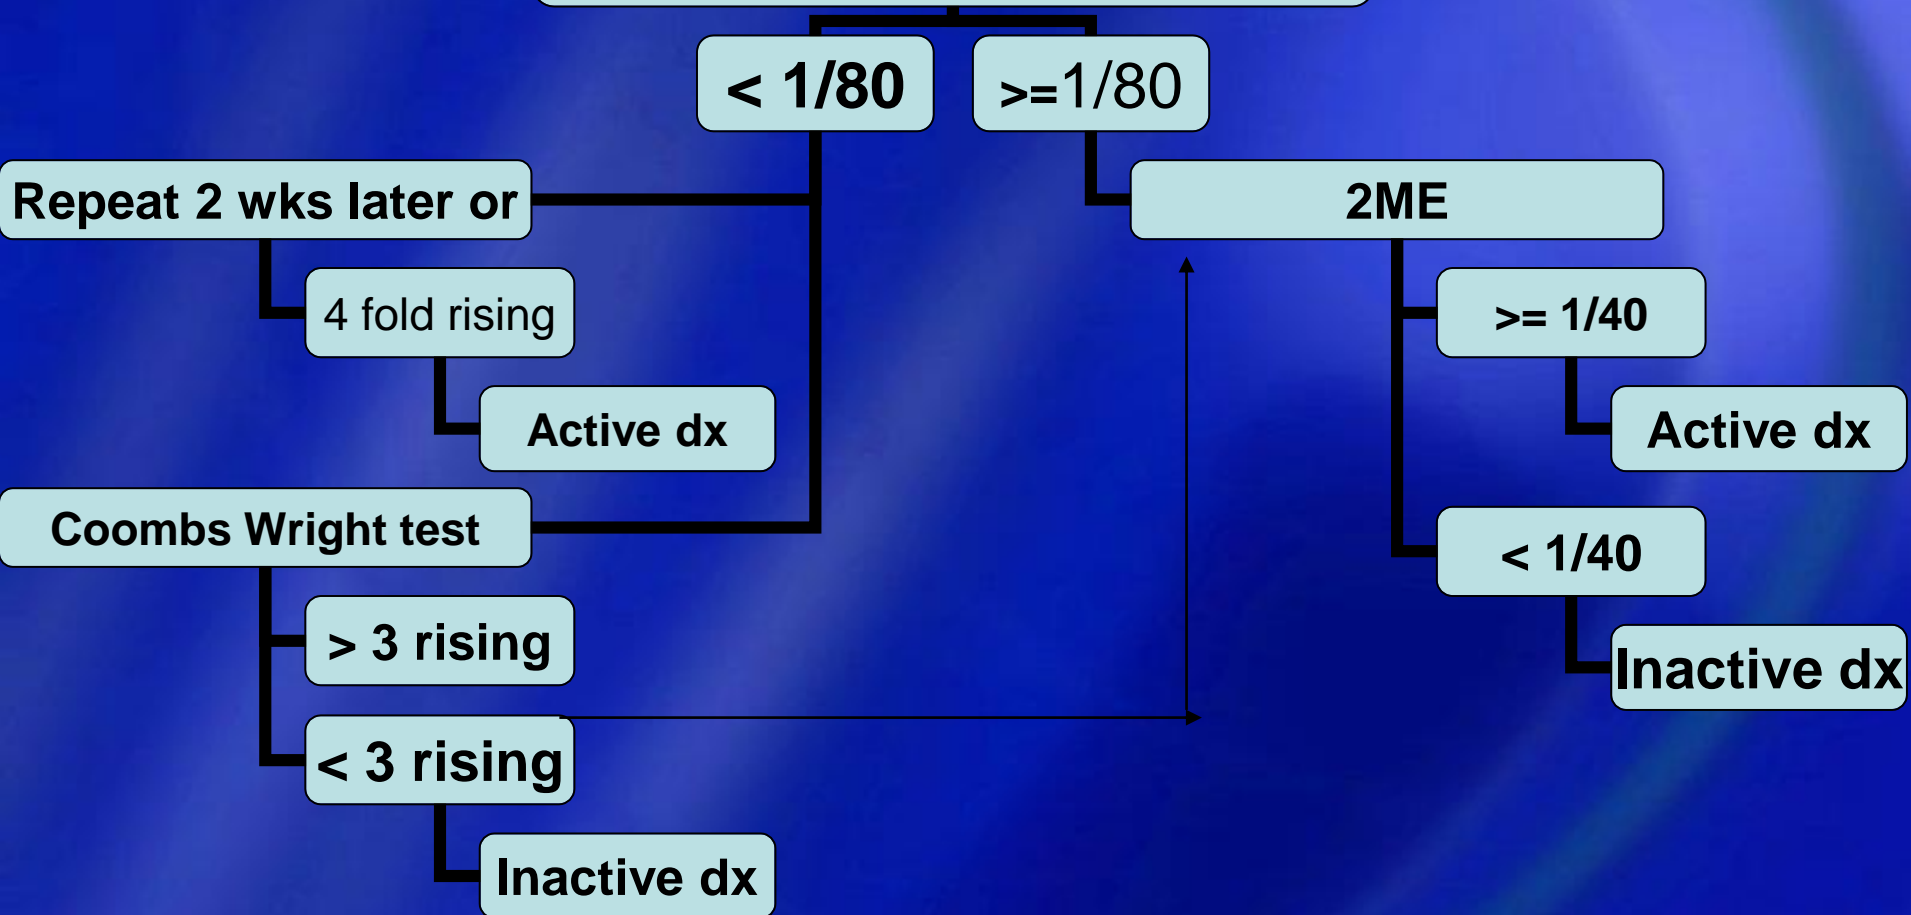 < 1/80
>=1/80
Repeat 2 wks later or
2ME
4 fold rising
>= 1/40
Active dx
Active dx
Coombs Wright test
< 1/40
> 3 rising
Inactive dx
< 3 rising
Inactive dx